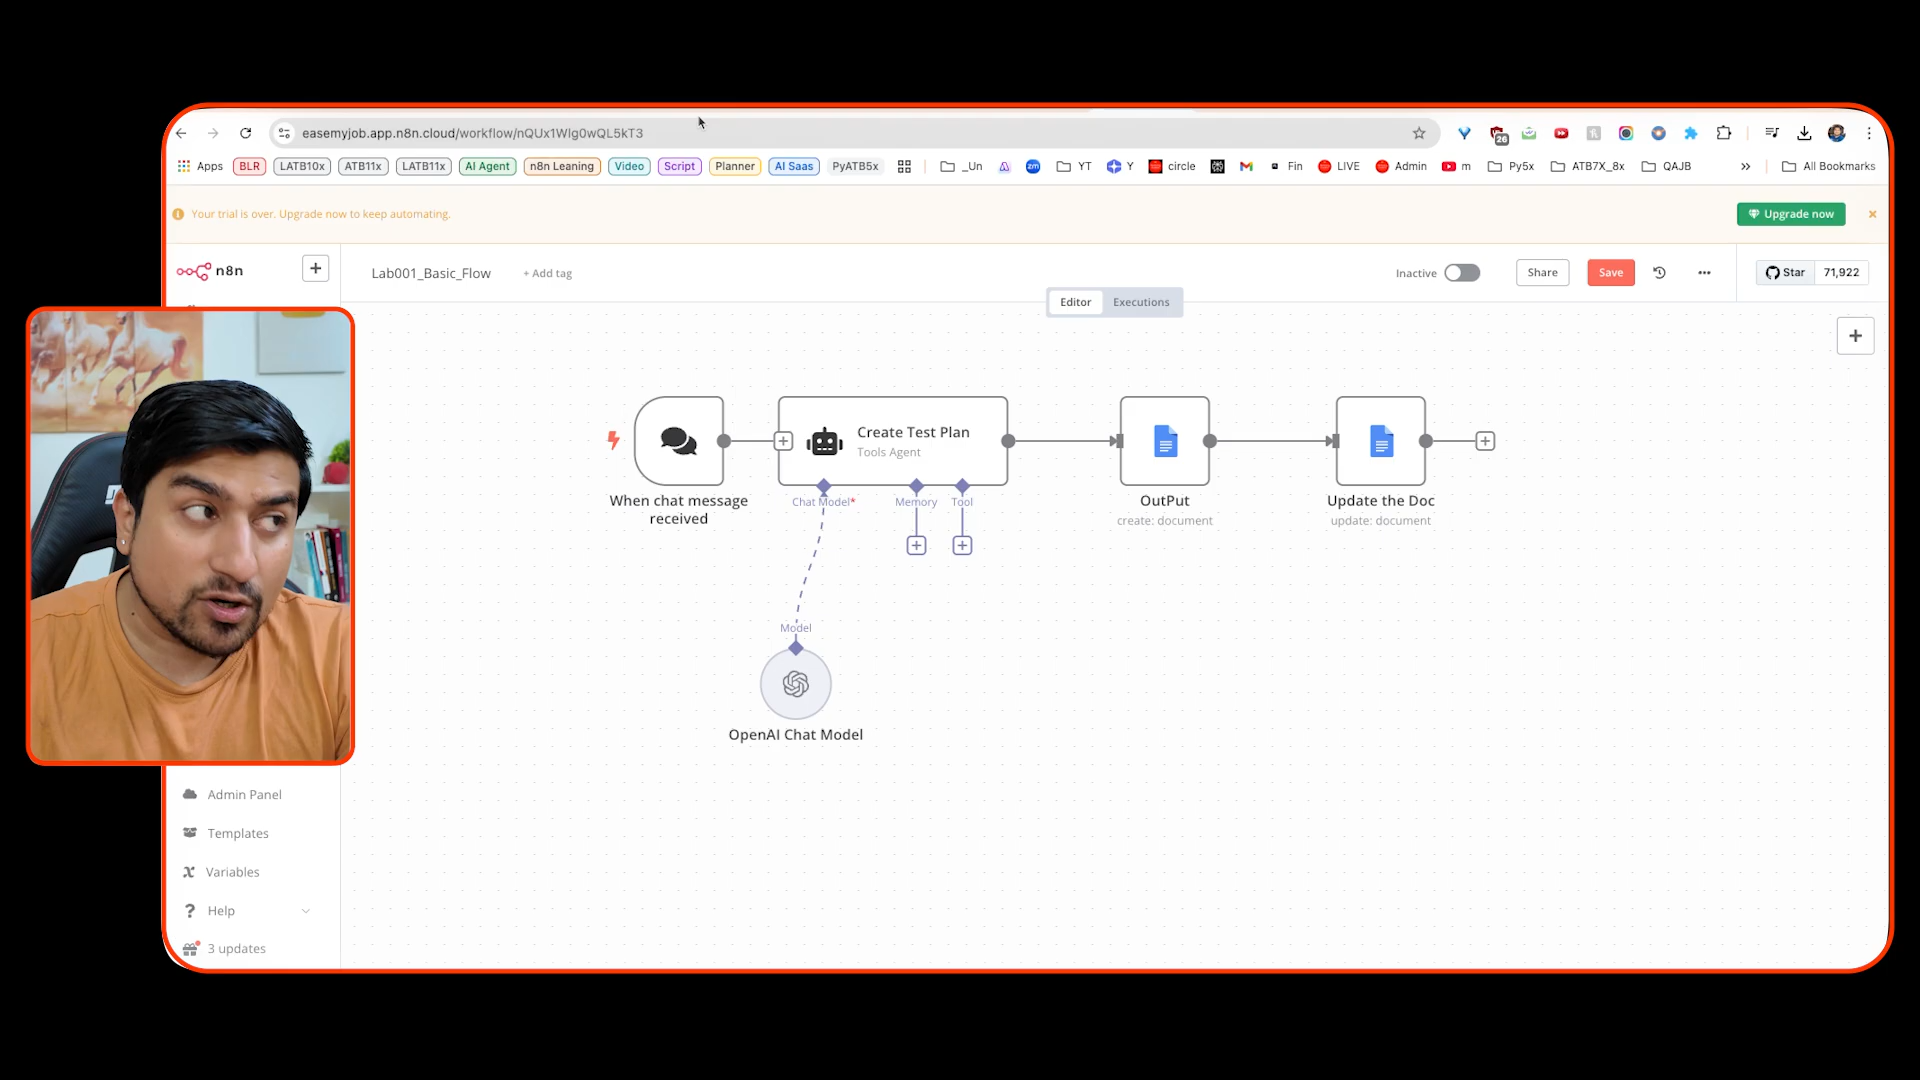 easemyjob.app.n8n.cloud/workflow/nQUx1WIg0wQL5kT3
26
Apps BLR LATB10x ATB11x LATB11x AI Agent n8n Leaning Video Script Planner AI Saas PyATB5x _Un zm YT Y circle Fin LIVE Admin m Py5x ATB7X_8x QAJB » All Bookmarks
Your trial is over. Upgrade now to keep automating.
Upgrade now
n8n
Lab001_Basic_Flow
+ Add tag
Inactive
Share
Save
Star 71,922
Editor Executions
Create Test Plan
Tools Agent
When chat message
received
Chat Model*
Memory
Tool
OutPut
create: document
Update the Doc
update: document
Model
OpenAI Chat Model
Admin Panel
Templates
Variables
Help
3 updates